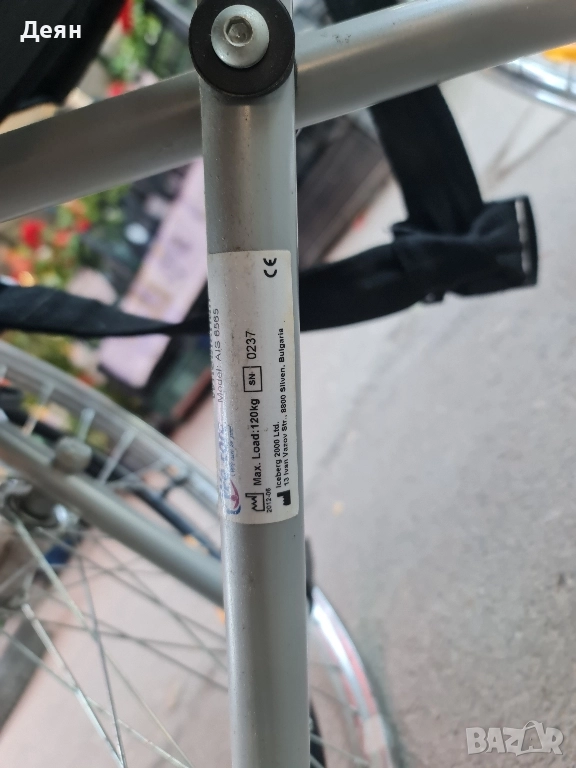 Деян
Model: AIS 6565
Max. Load:120kg SN 0237
2012-06
Iceberg 2000 Ltd.
13 Ivan Vazov Str., 8800 Sliven, Bulgaria
CE
BAZAR